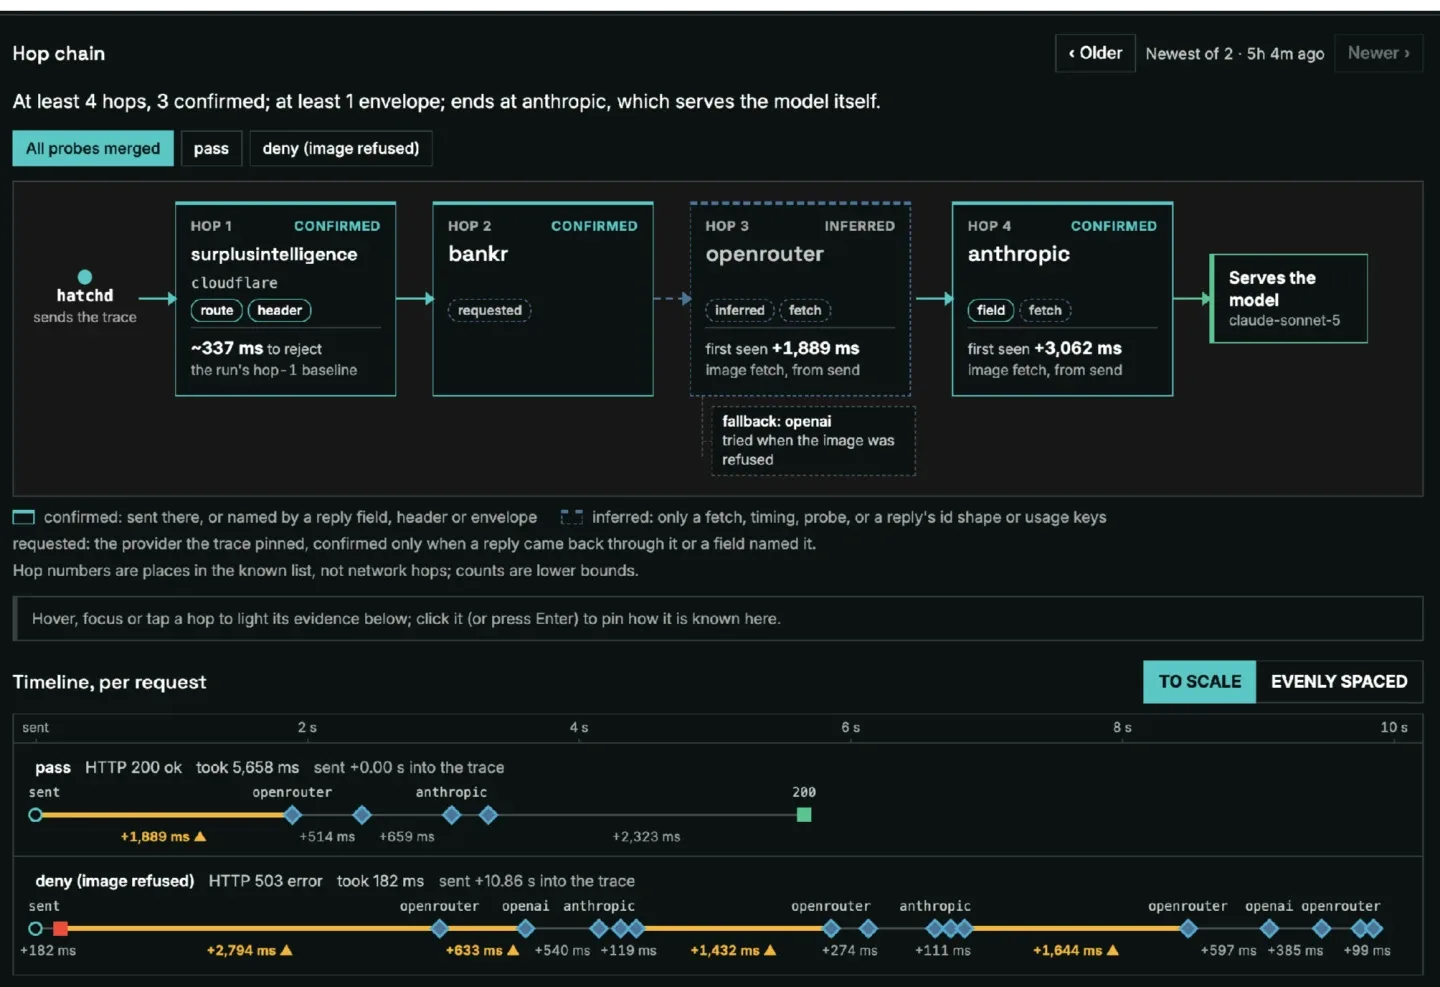 Hop chain
‹ Older
Newest of 2 · 5h 4m ago
Newer ›
At least 4 hops, 3 confirmed; at least 1 envelope; ends at anthropic, which serves the model itself.
All probes merged
pass
deny (image refused)
hatchd
sends the trace
HOP 1 CONFIRMED
surplusintelligence
cloudflare
route header
~337 ms to reject
the run's hop-1 baseline
HOP 2 CONFIRMED
bankr
requested
HOP 3 INFERRED
openrouter
inferred fetch
first seen +1,889 ms
image fetch, from send
fallback: openai
tried when the image was
refused
HOP 4 CONFIRMED
anthropic
field fetch
first seen +3,062 ms
image fetch, from send
Serves the
model
claude-sonnet-5
confirmed: sent there, or named by a reply field, header or envelope
inferred: only a fetch, timing, probe, or a reply's id shape or usage keys
requested: the provider the trace pinned, confirmed only when a reply came back through it or a field named it.
Hop numbers are places in the known list, not network hops; counts are lower bounds.
Hover, focus or tap a hop to light its evidence below; click it (or press Enter) to pin how it is known here.
Timeline, per request
TO SCALE
EVENLY SPACED
sent 2 s 4 s 6 s 8 s 10 s
pass HTTP 200 ok took 5,658 ms sent +0.00 s into the trace
sent openrouter anthropic 200
+1,889 ms ▲ +514 ms +659 ms +2,323 ms
deny (image refused) HTTP 503 error took 182 ms sent +10.86 s into the trace
sent openrouter openai anthropic openrouter anthropic openrouter openai openrouter
+182 ms +2,794 ms ▲ +633 ms ▲ +540 ms +119 ms +1,432 ms ▲ +274 ms +111 ms +1,644 ms ▲ +597 ms +385 ms +99 ms